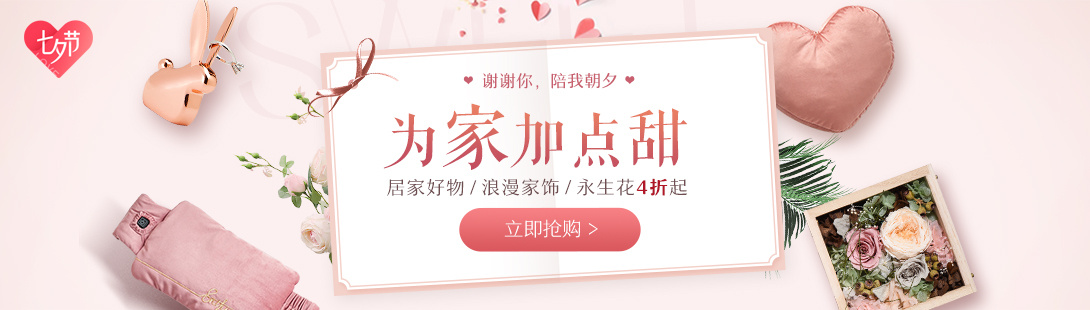 七夕节
谢谢你，陪我朝夕
为家加点甜
居家好物 / 浪漫家饰 / 永生花4折起
立即抢购 >